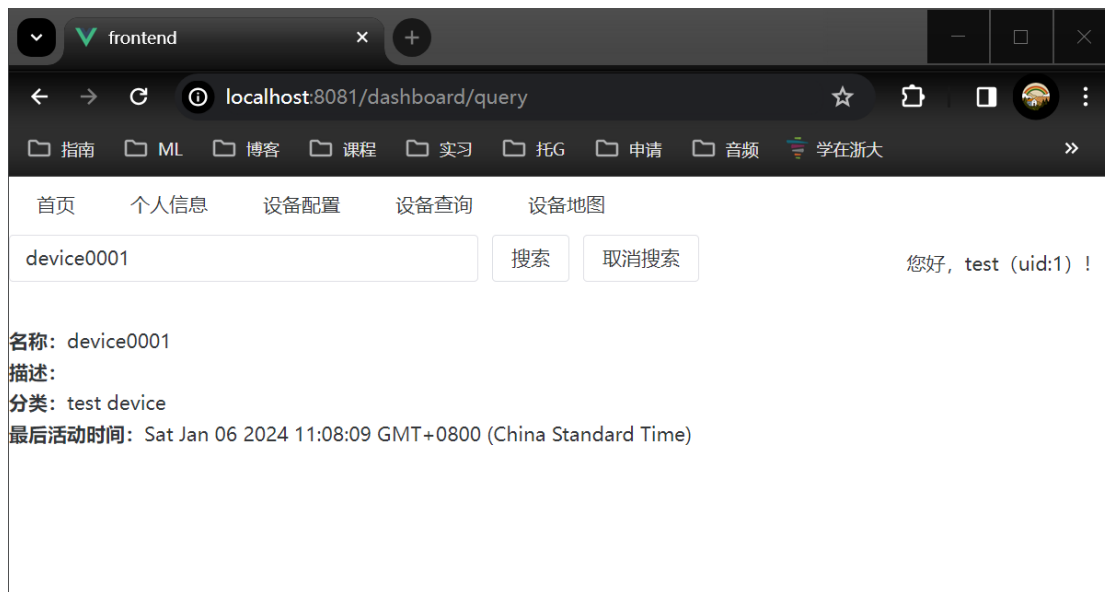 frontend
localhost:8081/dashboard/query
指南 ML 博客 课程 实习 托G 申请 音频 学在浙大
首页 个人信息 设备配置 设备查询 设备地图
device0001 搜索 取消搜索 您好，test（uid:1）！
名称：device0001
描述：
分类：test device
最后活动时间：Sat Jan 06 2024 11:08:09 GMT+0800 (China Standard Time)